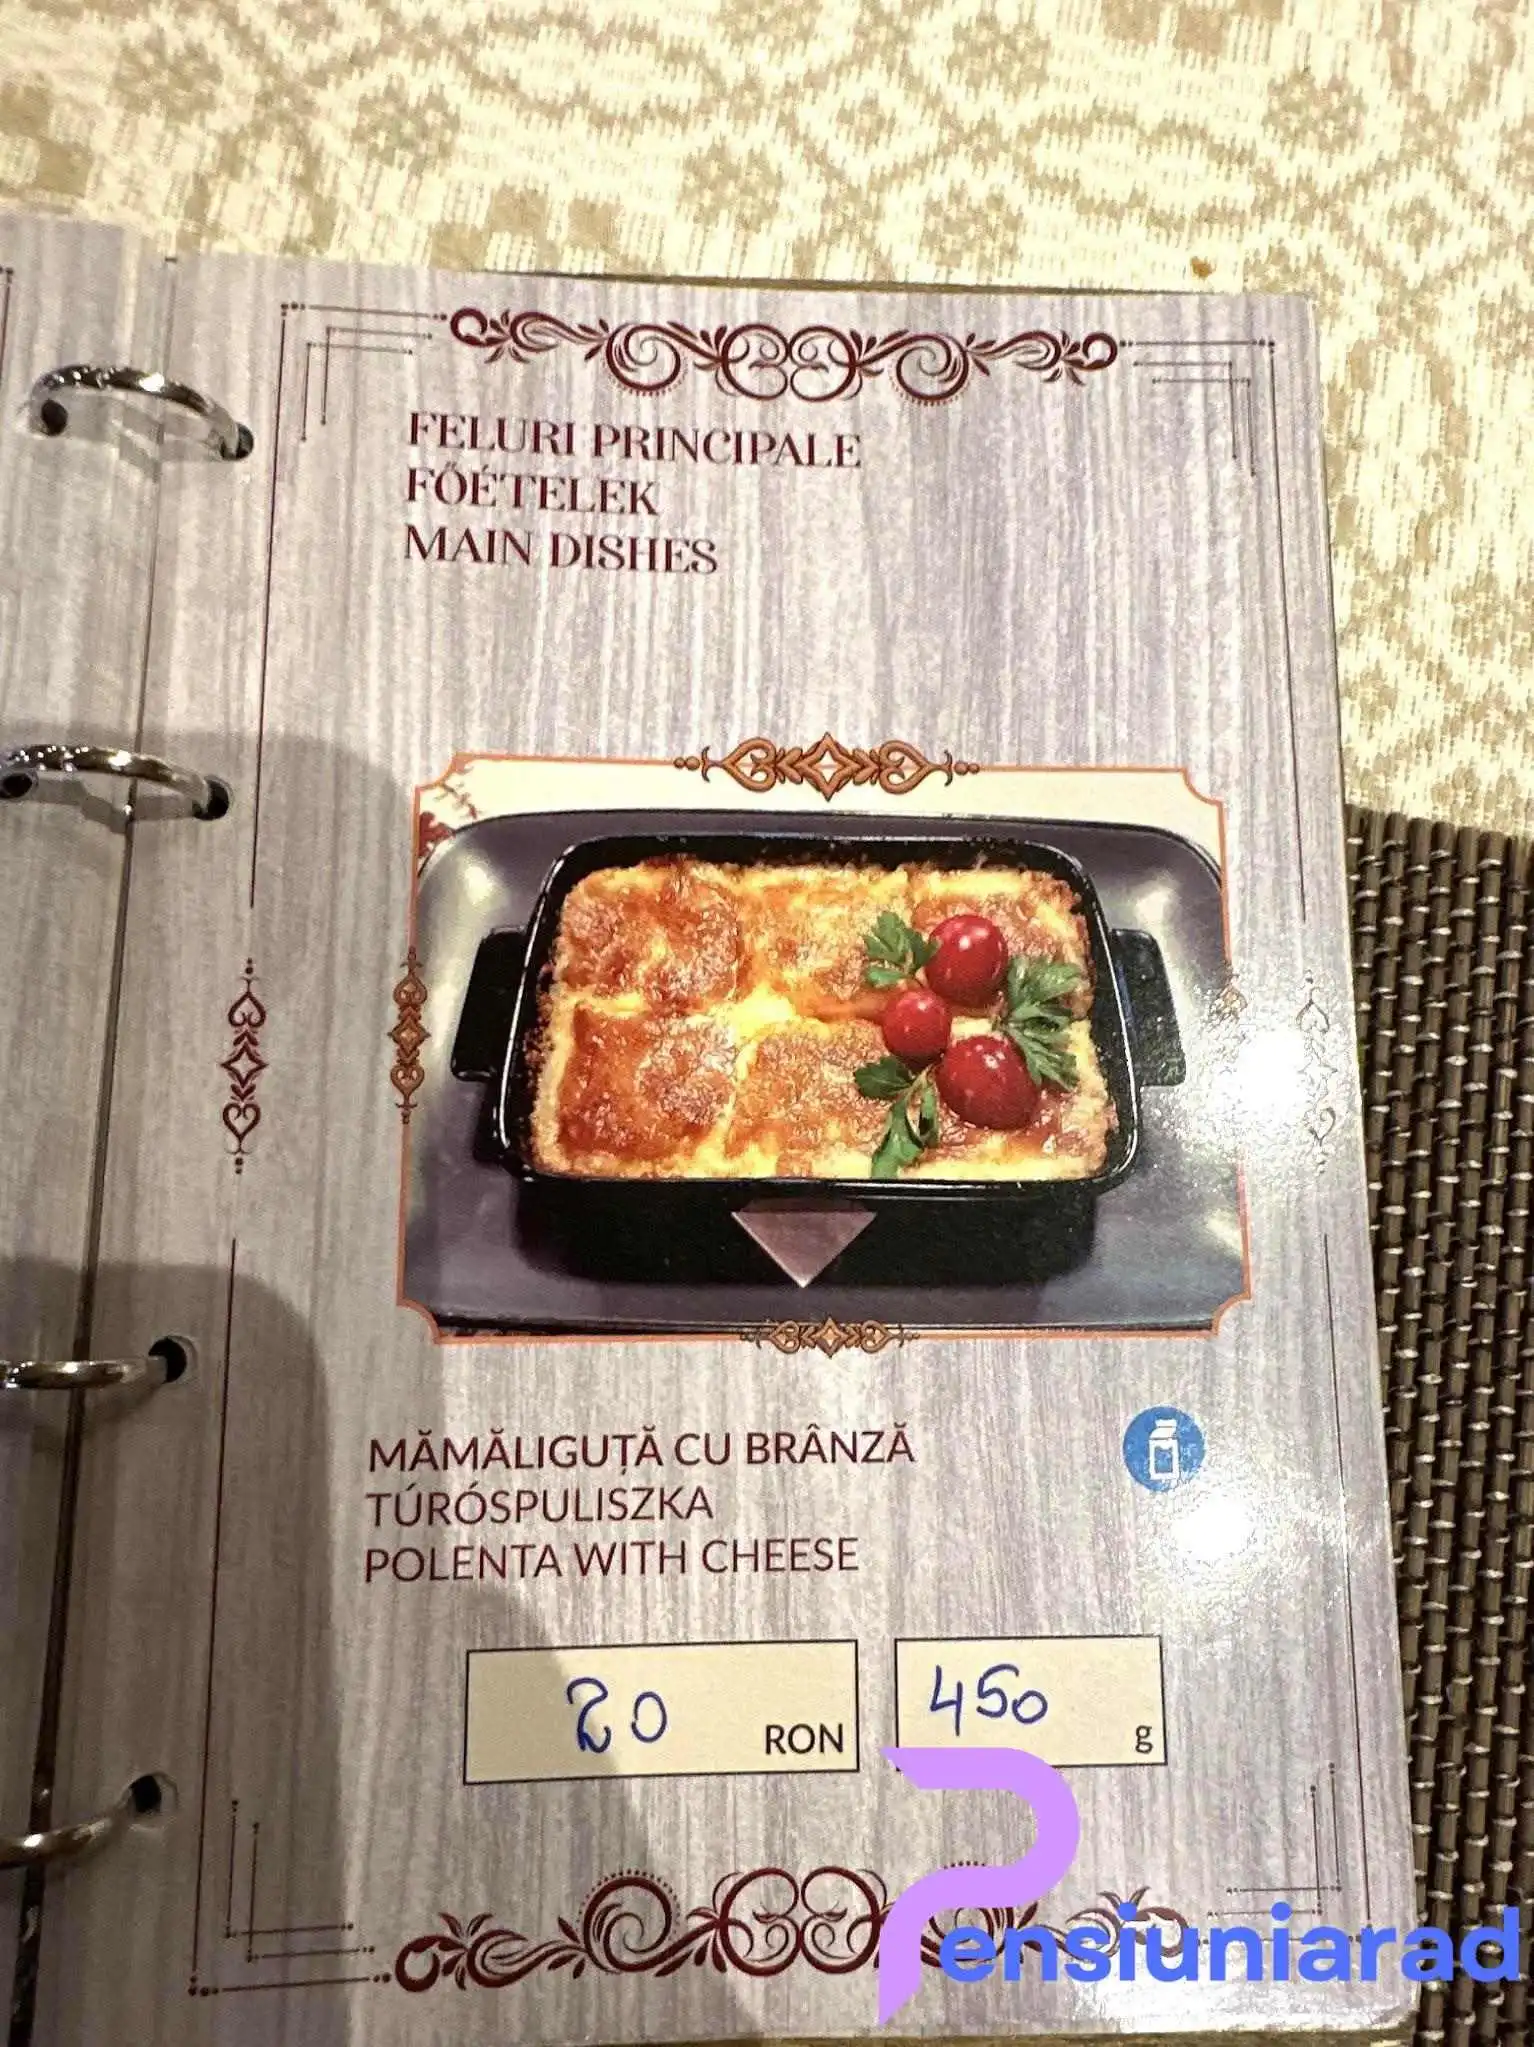 FELURI PRINCIPALE
FŐÉTELEK
MAIN DISHES
MĂMĂLIGUȚĂ CU BRÂNZĂ
TÚRÓSPULISZKA
POLENTA WITH CHEESE
20 RON
450 g
Pensiuniarad